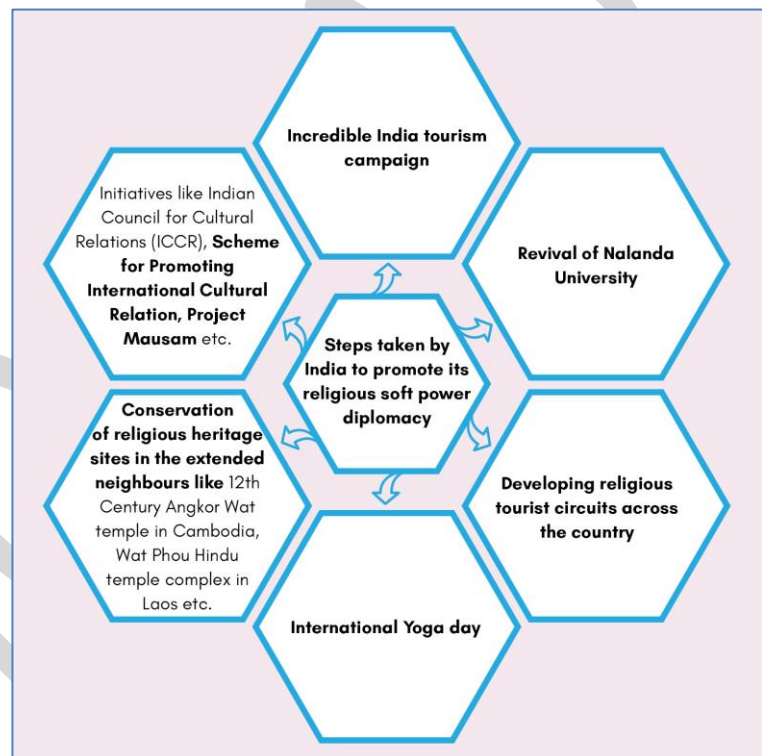 Incredible India tourism
campaign
Initiatives like Indian
Council for Cultural
Relations (ICCR), Scheme
for Promoting
International Cultural
Relation, Project
Mausam etc.
Revival of Nalanda
University
Steps taken by
India to promote its
religious soft power
diplomacy
Conservation
of religious heritage
sites in the extended
neighbours like 12th
Century Angkor Wat
temple in Cambodia,
Wat Phou Hindu
temple complex in
Laos etc.
Developing religious
tourist circuits across
the country
International Yoga day